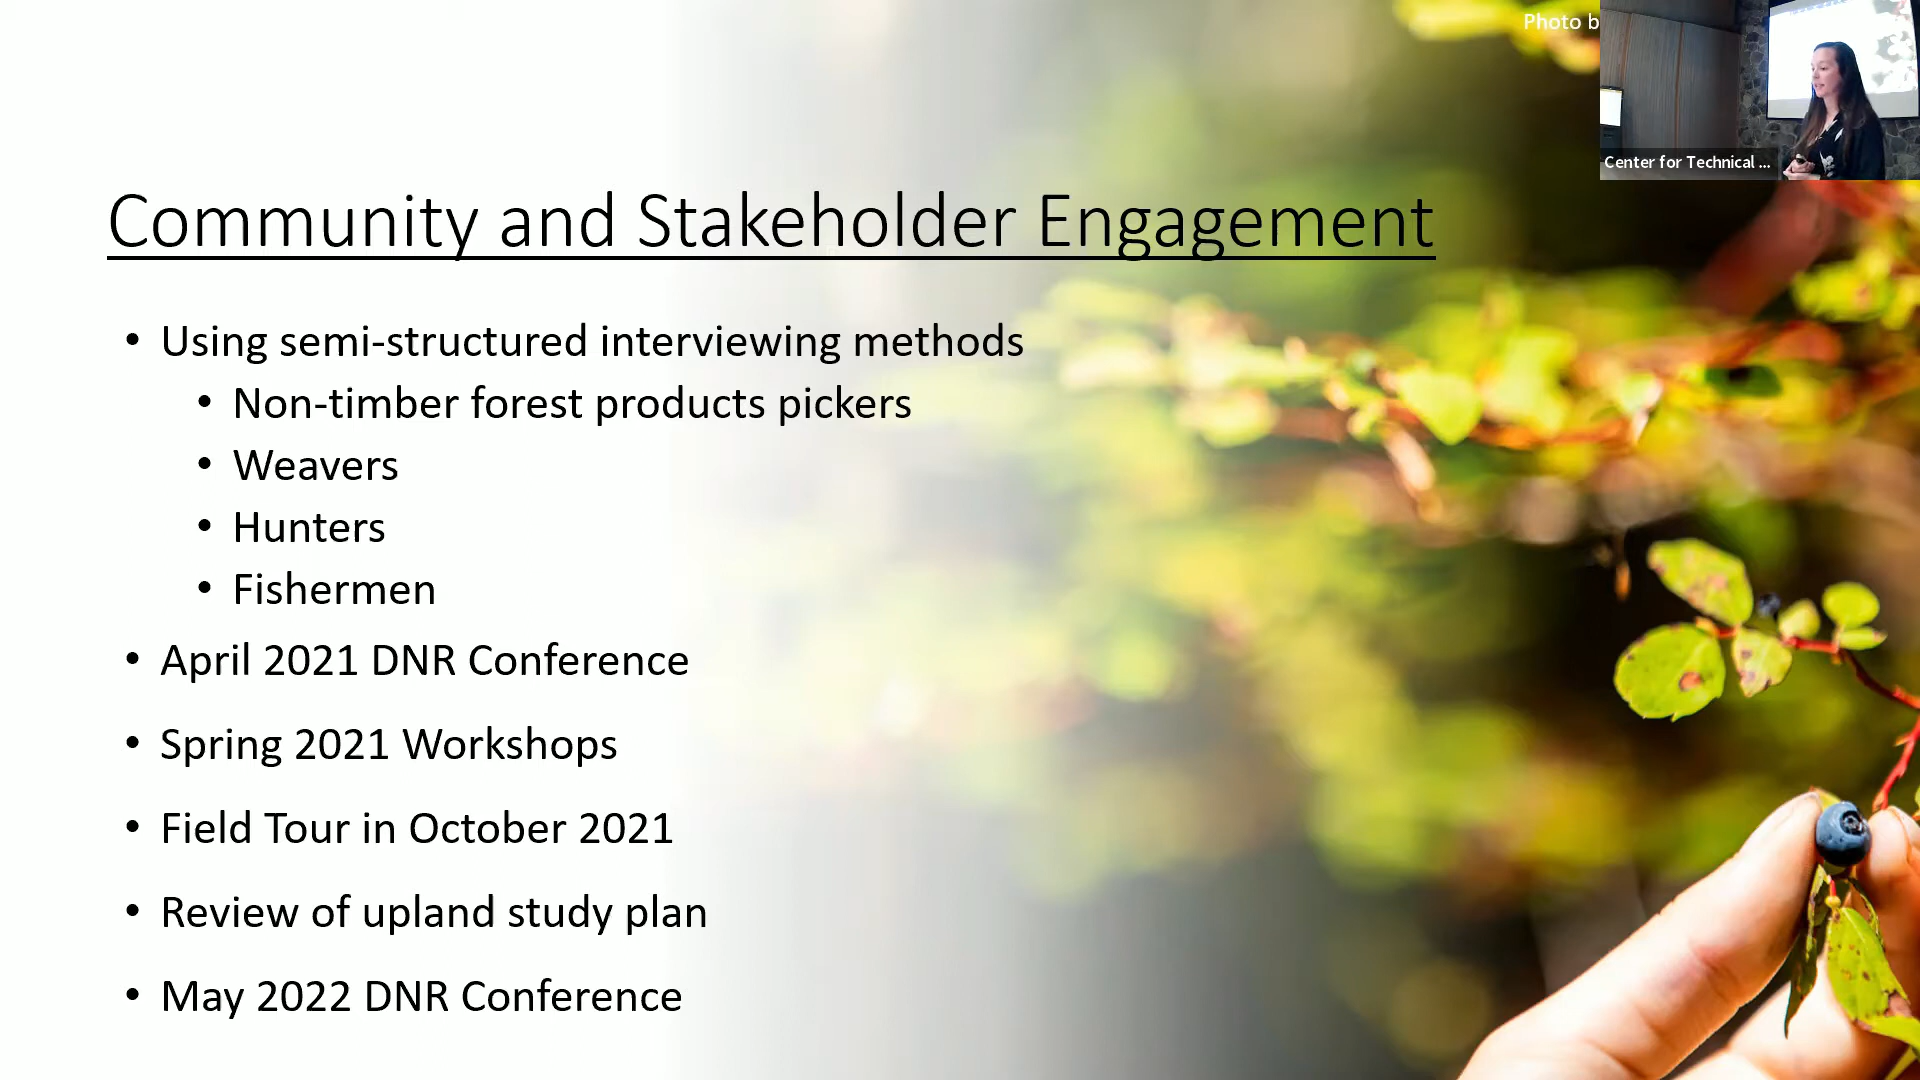 Photo b
Center for Technical ...
Community and Stakeholder Engagement
• Using semi-structured interviewing methods
• Non-timber forest products pickers
• Weavers
• Hunters
• Fishermen
• April 2021 DNR Conference
• Spring 2021 Workshops
• Field Tour in October 2021
• Review of upland study plan
• May 2022 DNR Conference